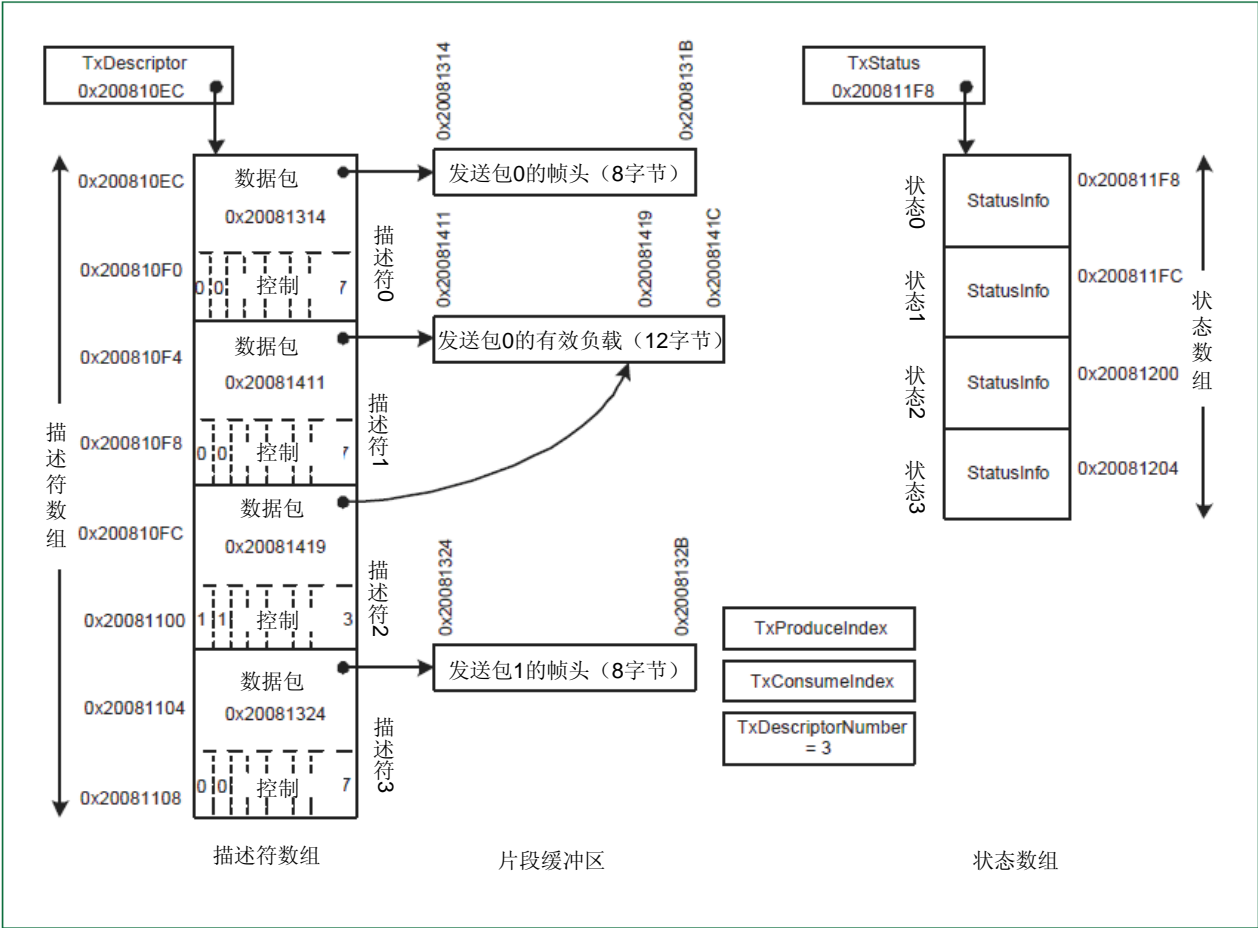 TxDescriptor
0x200810EC
0x20081314
0x2008131B
TxStatus
0x200811F8
0x200810EC
数据包
0x20081314
发送包0的帧头（8字节）
描述符0
0x200810F0
0 0 控制 7
0x20081411
0x20081419
0x2008141C
0x200810F4
数据包
0x20081411
发送包0的有效负载（12字节）
描述符1
0x200810F8
0 0 控制 7
描述符数组
0x200810FC
数据包
0x20081419
描述符2
0x20081100
1 1 控制 3
0x20081324
0x2008132B
0x20081104
数据包
0x20081324
发送包1的帧头（8字节）
描述符3
0x20081108
0 0 控制 7
状态0
StatusInfo
0x200811F8
状态1
StatusInfo
0x200811FC
状态2
StatusInfo
0x20081200
状态3
StatusInfo
0x20081204
状态数组
TxProduceIndex
TxConsumeIndex
TxDescriptorNumber
= 3
描述符数组
片段缓冲区
状态数组